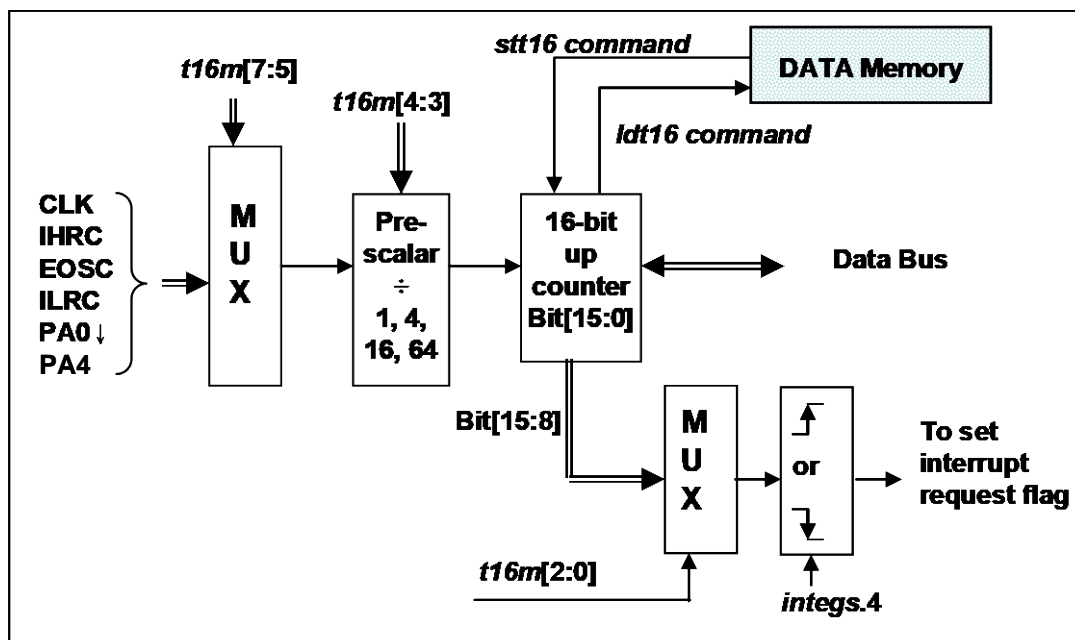 stt16 command
DATA Memory
t16m[7:5]
t16m[4:3]
ldt16 command
CLK
IHRC
EOSC
ILRC
PA0↓
PA4
M
U
X
Pre-
scalar
÷
1, 4,
16, 64
16-bit
up
counter
Bit[15:0]
Data Bus
Bit[15:8]
M
U
X
or
To set
interrupt
request flag
t16m[2:0]
integs.4